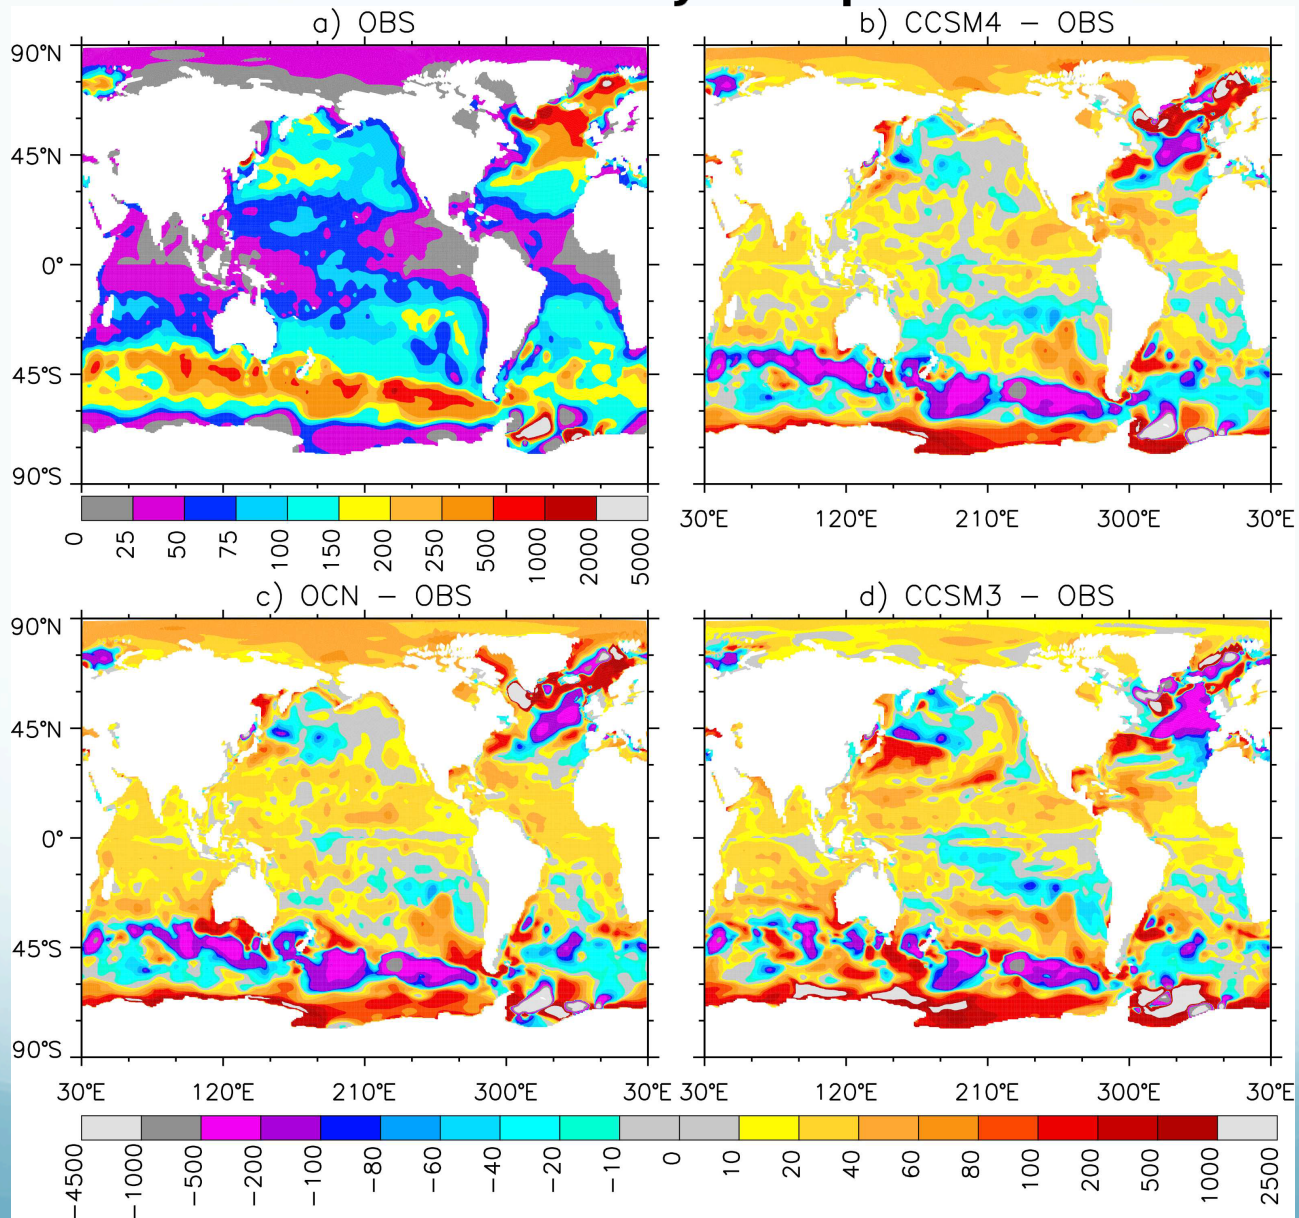 a) OBS
b) CCSM4 − OBS
90°N
45°N
0°
45°S
90°S
30°E 120°E 210°E 300°E 30°E
0 25 50 75 100 150 200 250 500 1000 2000 5000
c) OCN − OBS
d) CCSM3 − OBS
90°N
45°N
0°
45°S
90°S
30°E 120°E 210°E 300°E 30°E
30°E 120°E 210°E 300°E 30°E
−4500 −1000 −500 −200 −100 −80 −60 −40 −20 −10 0 10 20 40 60 80 100 200 500 1000 2500